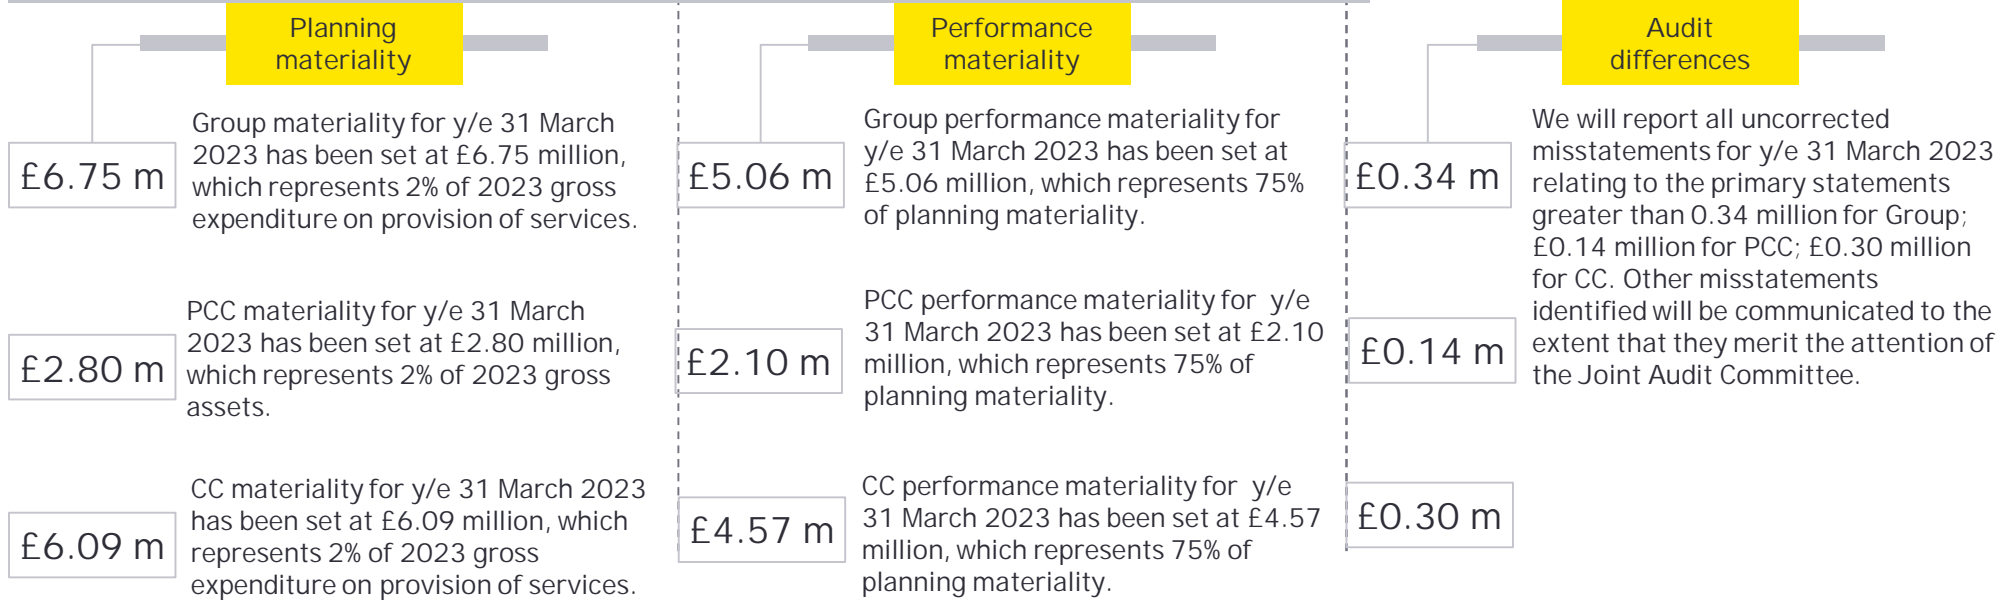 Planning
materiality
£6.75 m
Group materiality for y/e 31 March
2023 has been set at £6.75 million,
which represents 2% of 2023 gross
expenditure on provision of services.
£2.80 m
PCC materiality for y/e 31 March
2023 has been set at £2.80 million,
which represents 2% of 2023 gross
assets.
£6.09 m
CC materiality for y/e 31 March 2023
has been set at £6.09 million, which
represents 2% of 2023 gross
expenditure on provision of services.
Performance
materiality
£5.06 m
Group performance materiality for
y/e 31 March 2023 has been set at
£5.06 million, which represents 75%
of planning materiality.
£2.10 m
PCC performance materiality for y/e
31 March 2023 has been set at £2.10
million, which represents 75% of
planning materiality.
£4.57 m
CC performance materiality for y/e
31 March 2023 has been set at £4.57
million, which represents 75% of
planning materiality.
Audit
differences
£0.34 m
£0.14 m
£0.30 m
We will report all uncorrected
misstatements for y/e 31 March 2023
relating to the primary statements
greater than 0.34 million for Group;
£0.14 million for PCC; £0.30 million
for CC. Other misstatements
identified will be communicated to the
extent that they merit the attention of
the Joint Audit Committee.